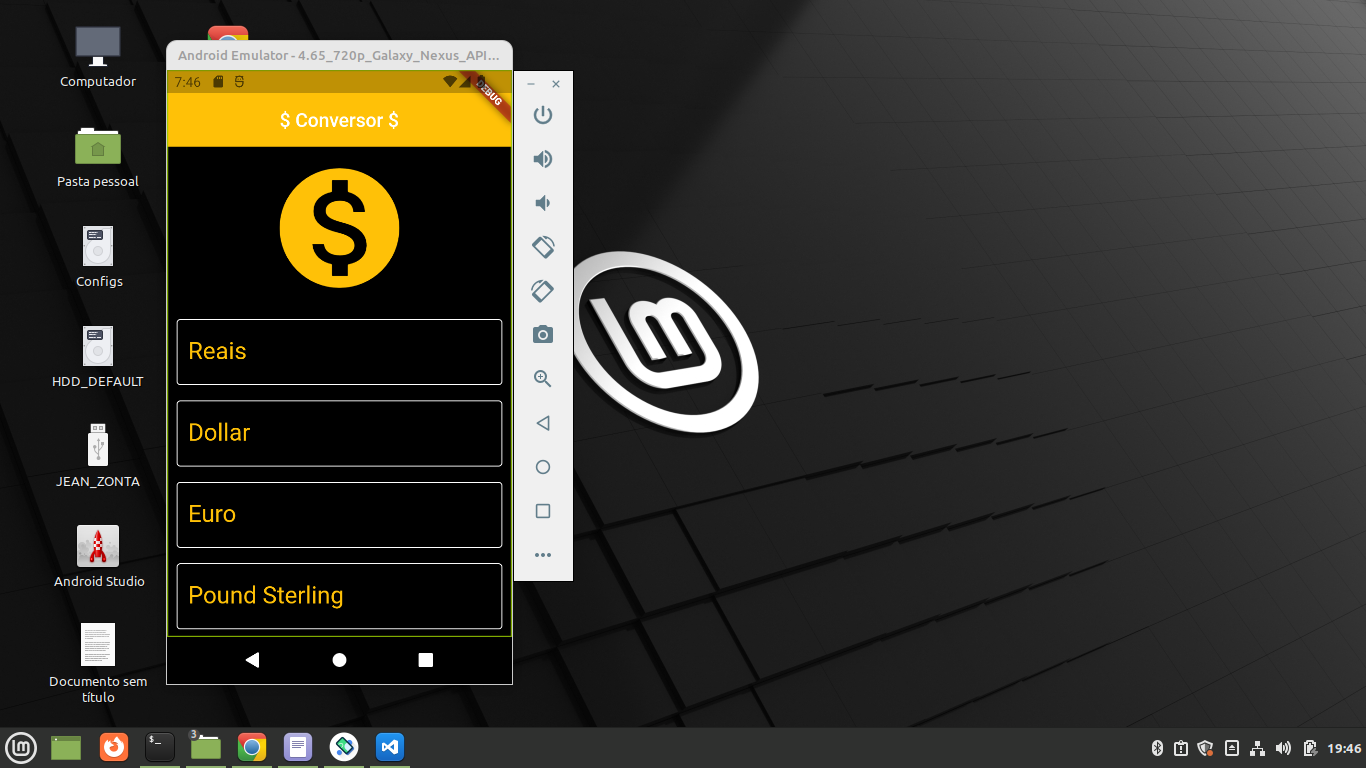 Computador
Pasta pessoal
Configs
HDD_DEFAULT
JEAN_ZONTA
Android Studio
Documento sem
título
Android Emulator - 4.65_720p_Galaxy_Nexus_API...
7:46
DEBUG
$ Conversor $
$
Reais
Dollar
Euro
Pound Sterling
$_
3
19:46